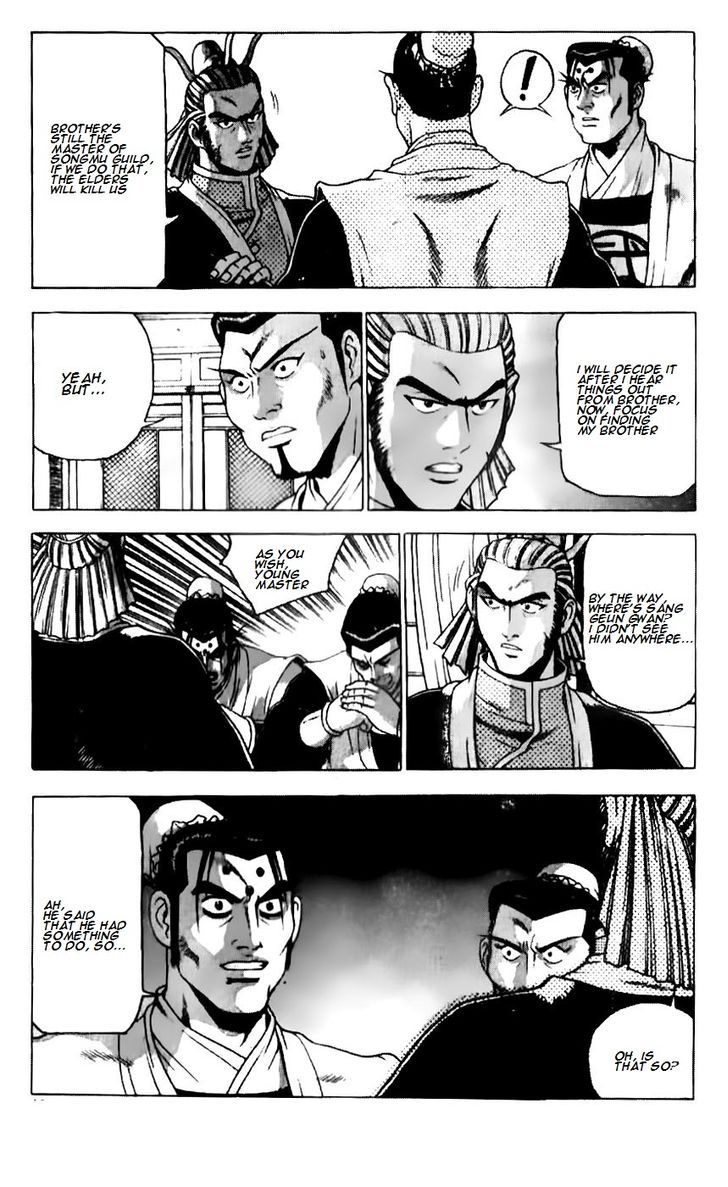 BROTHER'S
STILL THE
MASTER OF
SONGMU GUILD,
IF WE DO THAT,
THE ELDERS
WILL KILL US
!
YEAH,
BUT...
I WILL DECIDE IT
AFTER I HEAR
THINGS OUT
FROM BROTHER,
NOW, FOCUS
ON FINDING
MY BROTHER
AS YOU
WISH,
YOUNG
MASTER
BY THE WAY,
WHERE'S SANG
GEUN GWAN?
I DIDN'T SEE
HIM ANYWHERE...
AH,
HE SAID
THAT HE HAD
SOMETHING
TO DO, SO...
OH, IS
THAT SO?